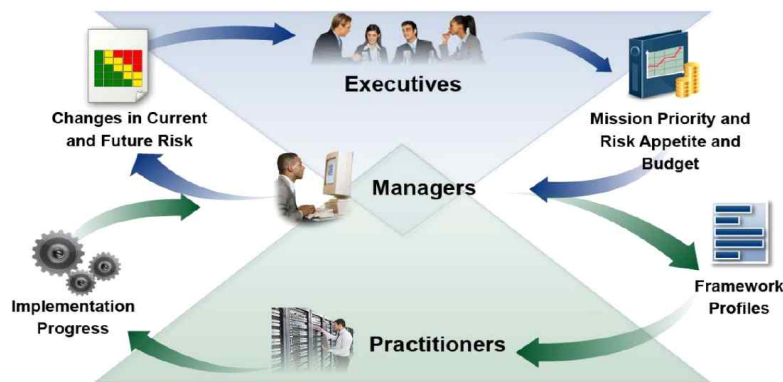 Executives
Changes in Current
and Future Risk
Mission Priority and
Risk Appetite and
Budget
Managers
Implementation
Progress
Framework
Profiles
Practitioners